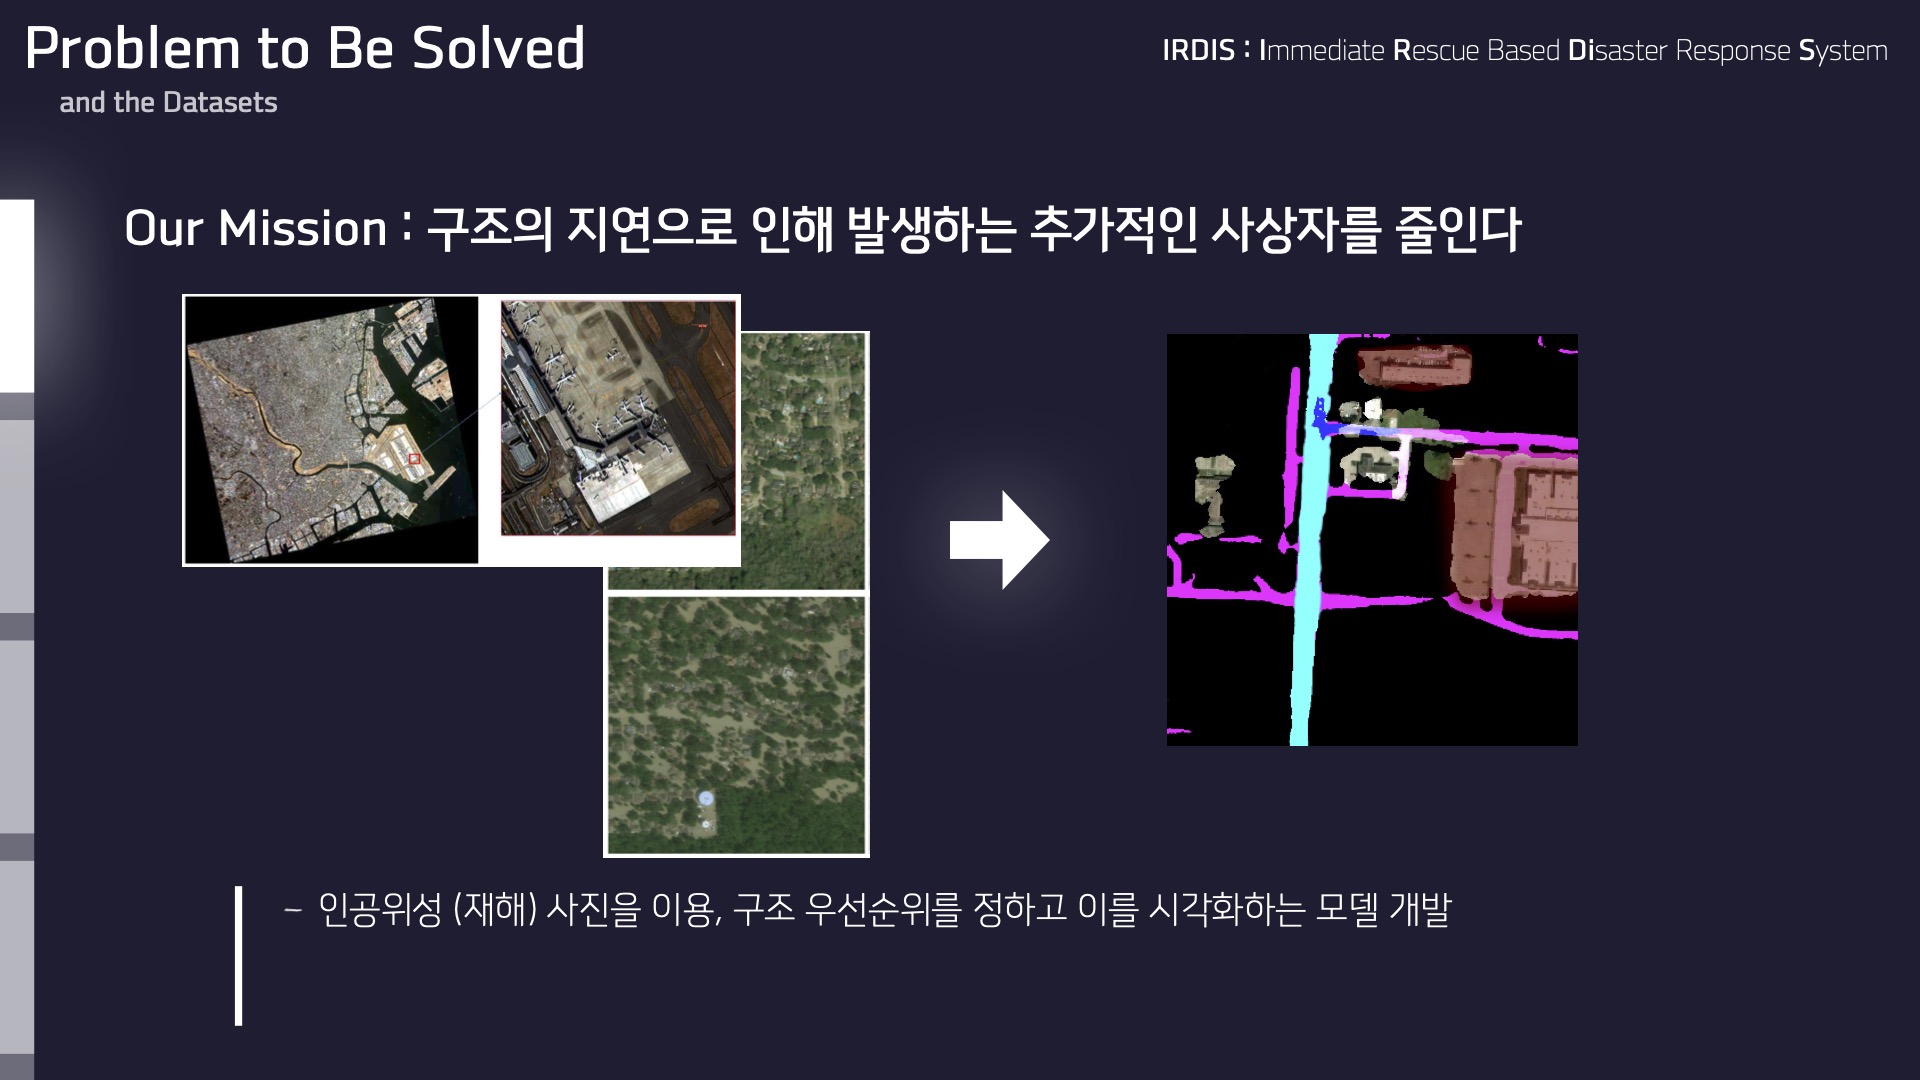 Problem to Be Solved
and the Datasets
IRDIS : Immediate Rescue Based Disaster Response System
Our Mission : 구조의 지연으로 인해 발생하는 추가적인 사상자를 줄인다
- 인공위성 (재해) 사진을 이용, 구조 우선순위를 정하고 이를 시각화하는 모델 개발